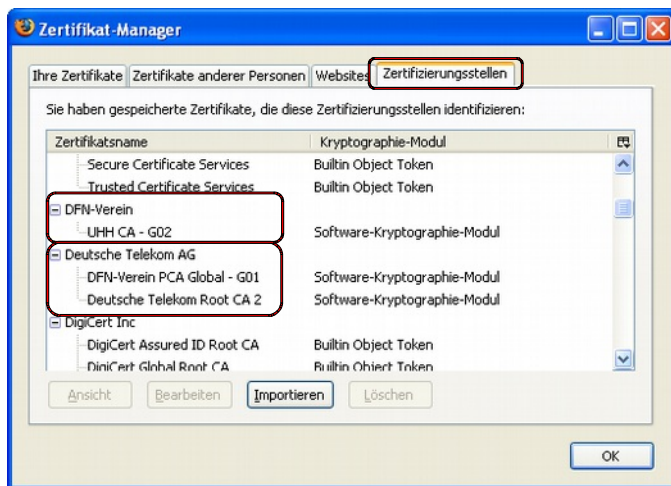 Zertifikat-Manager
Ihre Zertifikate Zertifikate anderer Personen Websites Zertifizierungsstellen
Sie haben gespeicherte Zertifikate, die diese Zertifizierungsstellen identifizieren:
Zertifikatsname Kryptographie-Modul
Secure Certificate Services Builtin Object Token
Trusted Certificate Services Builtin Object Token
DFN-Verein
UHH CA - G02 Software-Kryptographie-Modul
Deutsche Telekom AG
DFN-Verein PCA Global - G01 Software-Kryptographie-Modul
Deutsche Telekom Root CA 2 Software-Kryptographie-Modul
DigiCert Inc
DigiCert Assured ID Root CA Builtin Object Token
DigiCert Global Root CA Builtin Object Token
Ansicht Bearbeiten Importieren Löschen
OK